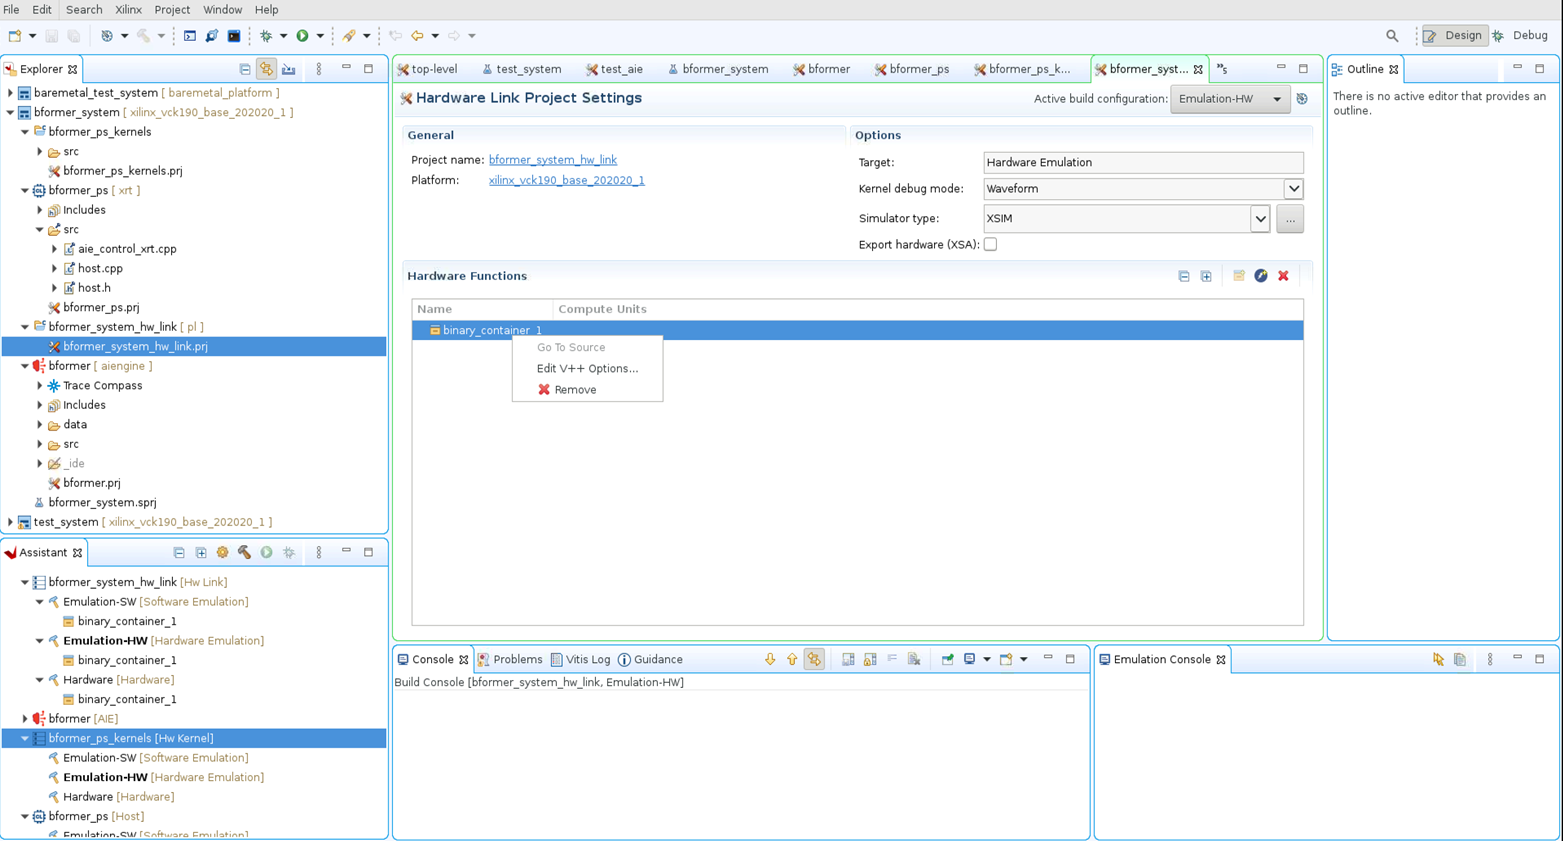 File Edit Search Xilinx Project Window Help
Design Debug
Explorer
baremetal_test_system [ baremetal_platform ]
bformer_system [ xilinx_vck190_base_202020_1 ]
bformer_ps_kernels
src
bformer_ps_kernels.prj
bformer_ps [ xrt ]
Includes
src
aie_control_xrt.cpp
host.cpp
host.h
bformer_ps.prj
bformer_system_hw_link [ pl ]
bformer_system_hw_link.prj
bformer [ aiengine ]
Trace Compass
Includes
data
src
_ide
bformer.prj
bformer_system.sprj
test_system [ xilinx_vck190_base_202020_1 ]
Assistant
bformer_system_hw_link [Hw Link]
Emulation-SW [Software Emulation]
binary_container_1
Emulation-HW [Hardware Emulation]
binary_container_1
Hardware [Hardware]
binary_container_1
bformer [AIE]
bformer_ps_kernels [Hw Kernel]
Emulation-SW [Software Emulation]
Emulation-HW [Hardware Emulation]
Hardware [Hardware]
bformer_ps [Host]
Emulation-SW [Software Emulation]
top-level test_system test_aie bformer_system bformer bformer_ps bformer_ps_k... bformer_syst... »5
Hardware Link Project Settings
Active build configuration: Emulation-HW
General
Project name: bformer_system_hw_link
Platform: xilinx_vck190_base_202020_1
Options
Target: Hardware Emulation
Kernel debug mode: Waveform
Simulator type: XSIM ...
Export hardware (XSA):
Hardware Functions
Name Compute Units
binary_container_1
Go To Source
Edit V++ Options...
Remove
Console Problems Vitis Log Guidance
Build Console [bformer_system_hw_link, Emulation-HW]
Emulation Console
Outline
There is no active editor that provides an
outline.